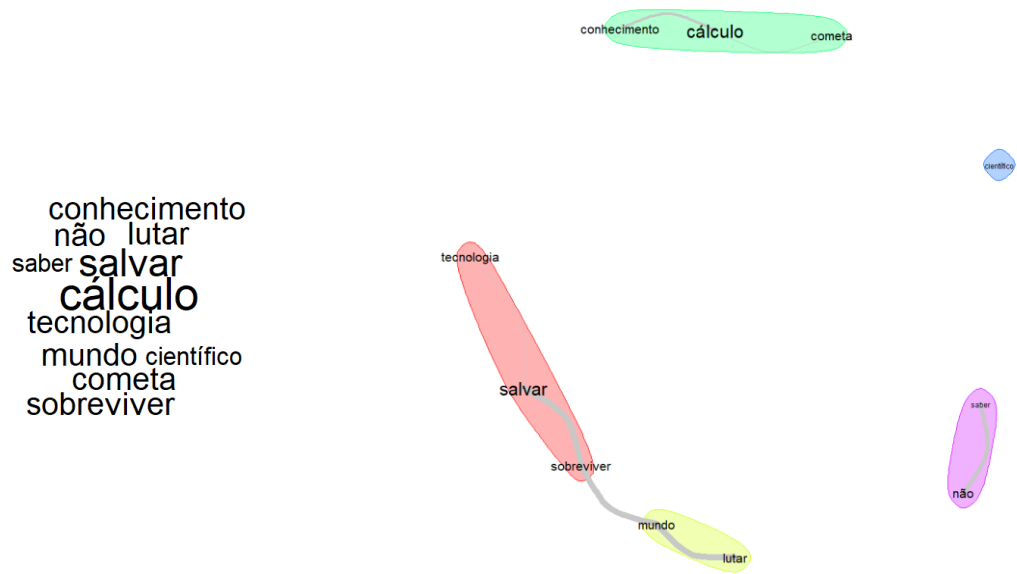 conhecimento
não lutar
saber salvar
cálculo
tecnologia
mundo científico
cometa
sobreviver
conhecimento cálculo cometa
científico
tecnologia
salvar
sobreviver
mundo
lutar
saber
não